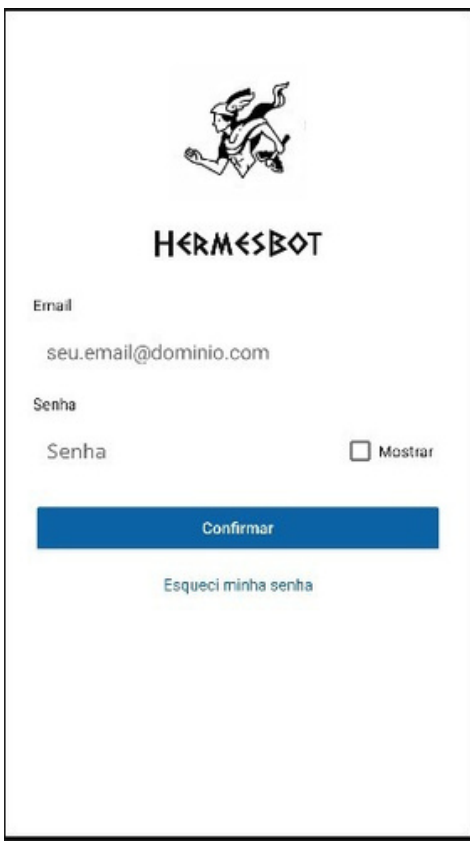 HERMESBOT
Email
seu.email@dominio.com
Senha
Senha
Mostrar
Confirmar
Esqueci minha senha